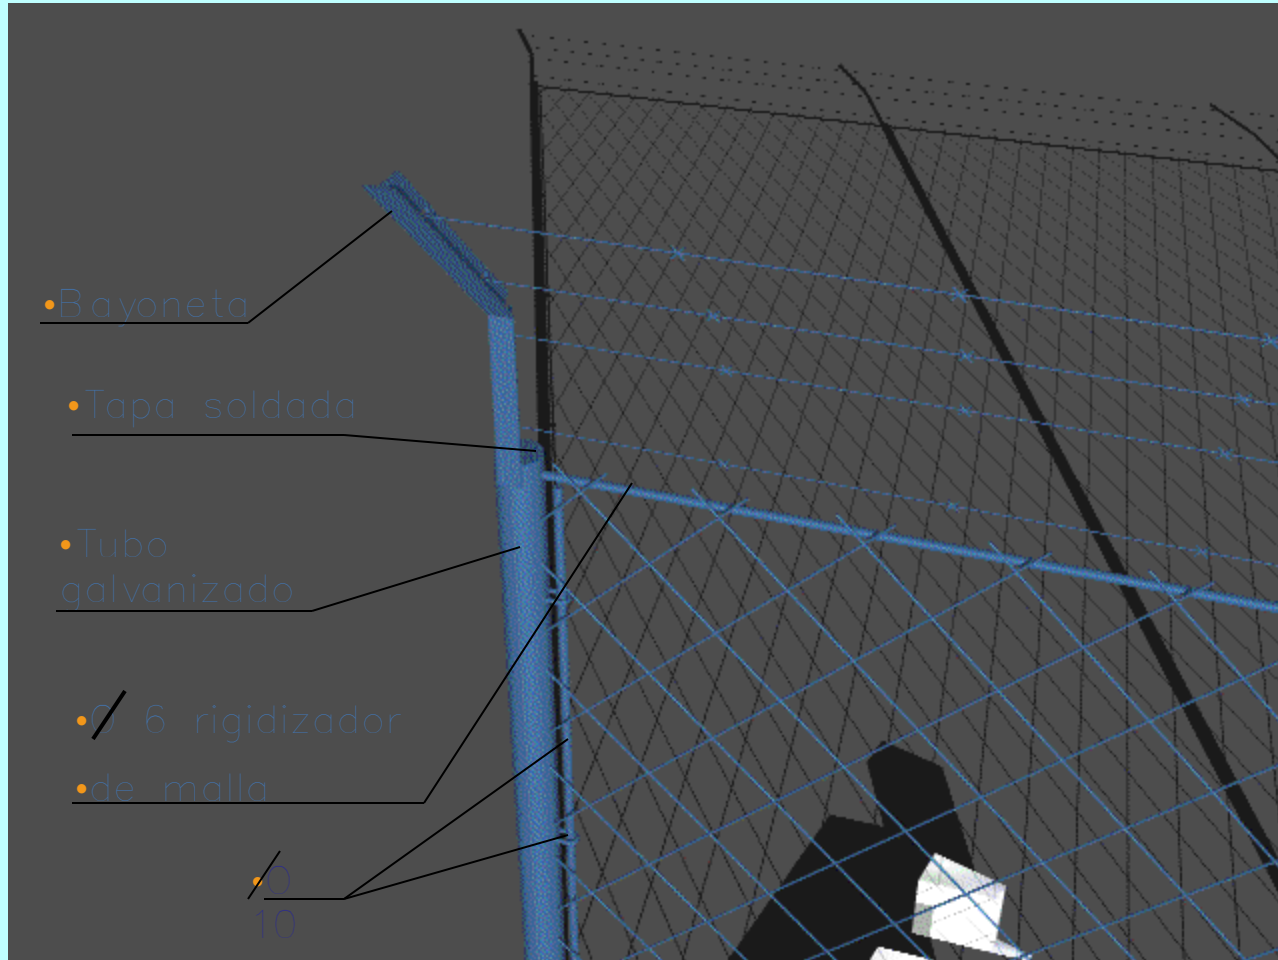 •Bayoneta
•Tapa soldada
•Tubo
galvanizado
•Ø 6 rigidizador
•de malla
•Ø
10